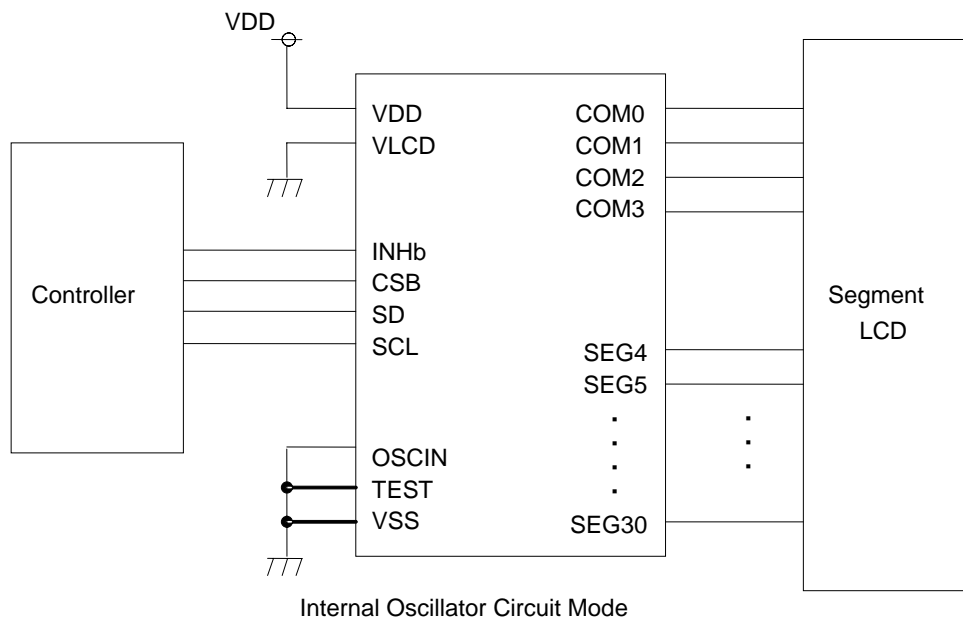 VDD
VDD
VLCD
INHb
CSB
SD
SCL
OSCIN
TEST
VSS
COM0
COM1
COM2
COM3
SEG4
SEG5
SEG30
Controller
Segment
LCD
Internal Oscillator Circuit Mode